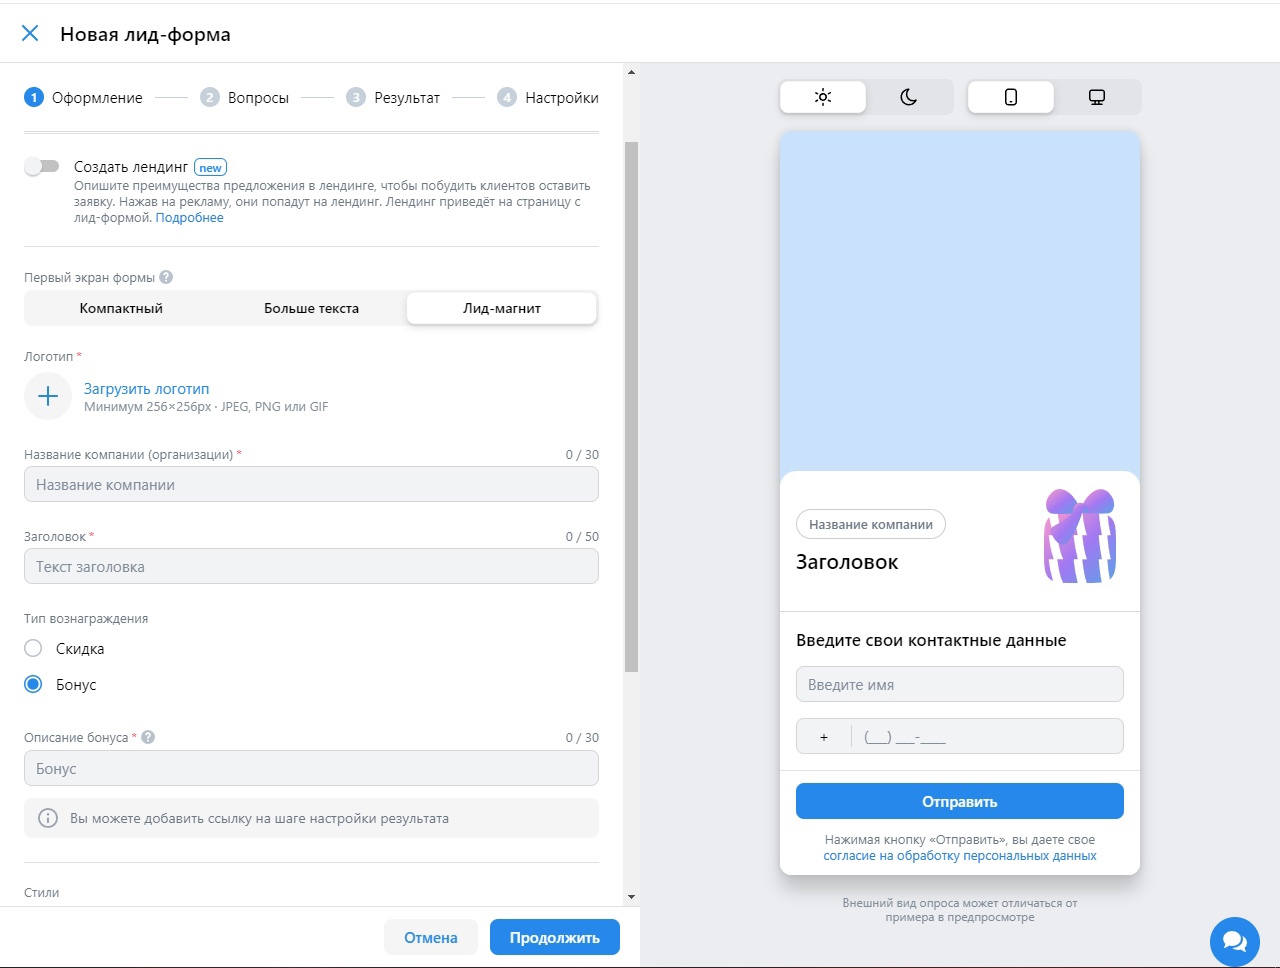 Новая лид-форма
1 Оформление 2 Вопросы 3 Результат 4 Настройки
Создать лендинг new
Опишите преимущества предложения в лендинге, чтобы побудить клиентов оставить
заявку. Нажав на рекламу, они попадут на лендинг. Лендинг приведёт на страницу с
лид-формой. Подробнее
Первый экран формы ?
Компактный Больше текста Лид-магнит
Логотип *
Загрузить логотип
Минимум 256×256px · JPEG, PNG или GIF
Название компании (организации) * 0 / 30
Название компании
Заголовок * 0 / 50
Текст заголовка
Тип вознаграждения
Скидка
Бонус
Описание бонуса * ? 0 / 30
Бонус
Вы можете добавить ссылку на шаге настройки результата
Стили
Отмена Продолжить
Название компании
Заголовок
Введите свои контактные данные
Введите имя
+ (__) ___-____
Отправить
Нажимая кнопку «Отправить», вы даете свое
согласие на обработку персональных данных
Внешний вид опроса может отличаться от
примера в предпросмотре